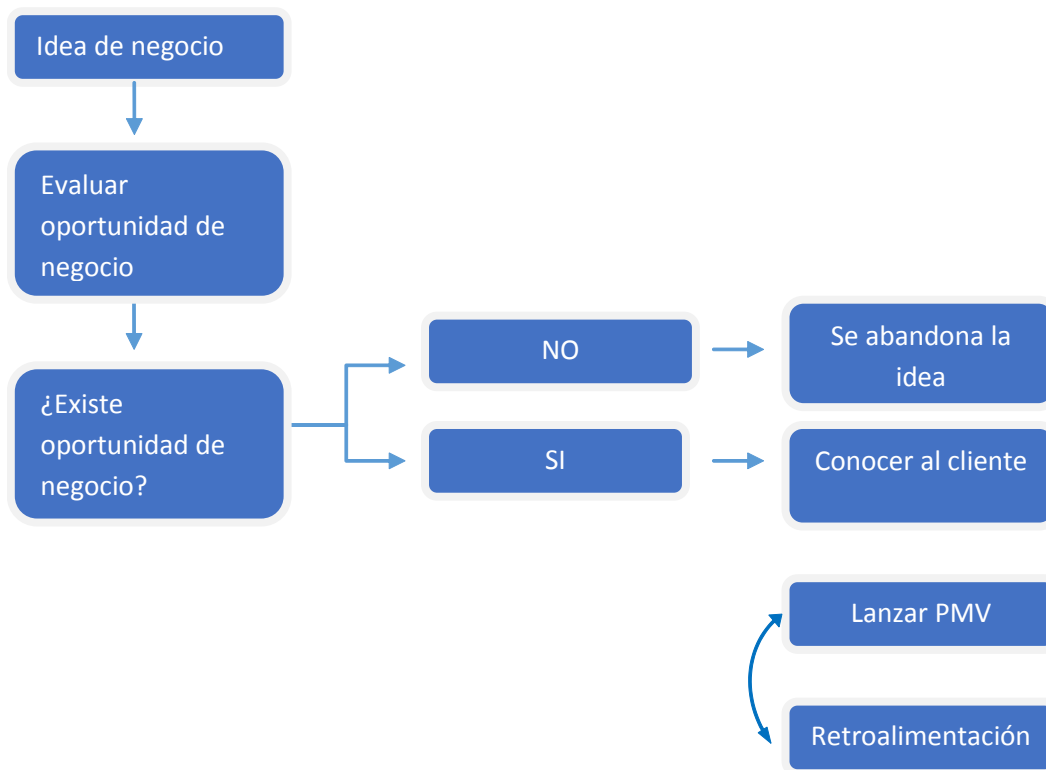 Idea de negocio
Evaluar
oportunidad de
negocio
¿Existe
oportunidad de
negocio?
NO
Se abandona la
idea
SI
Conocer al cliente
Lanzar PMV
Retroalimentación